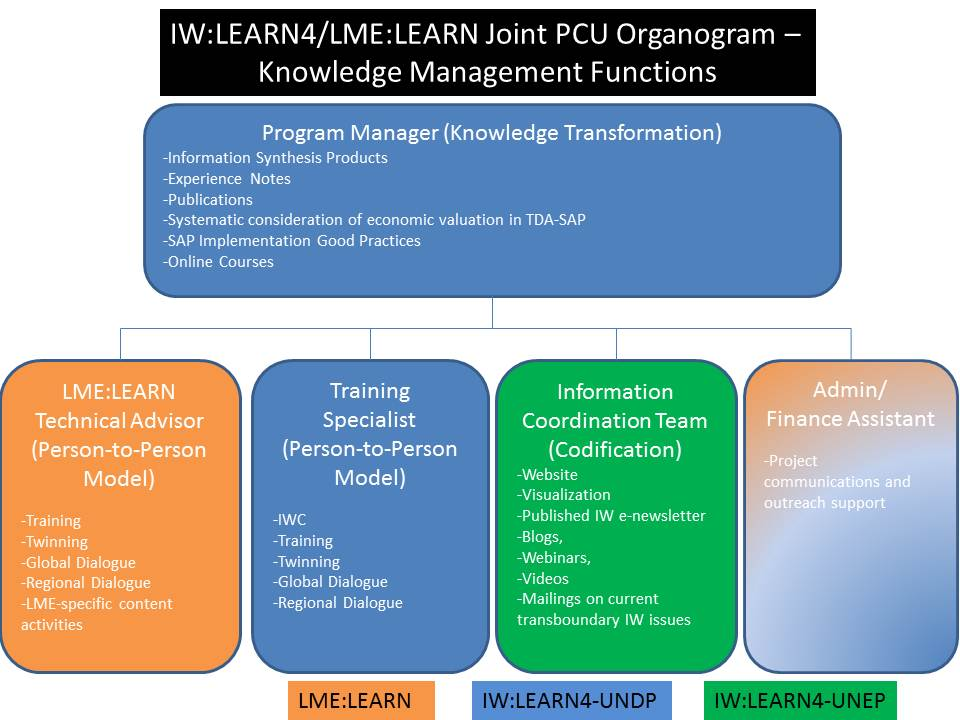 IW:LEARN4/LME:LEARN Joint PCU Organogram –
Knowledge Management Functions
Program Manager (Knowledge Transformation)
-Information Synthesis Products
-Experience Notes
-Publications
-Systematic consideration of economic valuation in TDA-SAP
-SAP Implementation Good Practices
-Online Courses
LME:LEARN
Technical Advisor
(Person-to-Person
Model)
-Training
-Twinning
-Global Dialogue
-Regional Dialogue
-LME-specific content
activities
Training
Specialist
(Person-to-Person
Model)
-IWC
-Training
-Twinning
-Global Dialogue
-Regional Dialogue
Information
Coordination Team
(Codification)
-Website
-Visualization
-Published IW e-newsletter
-Blogs,
-Webinars,
-Videos
-Mailings on current
transboundary IW issues
Admin/
Finance Assistant
-Project
communications and
outreach support
LME:LEARN
IW:LEARN4-UNDP
IW:LEARN4-UNEP